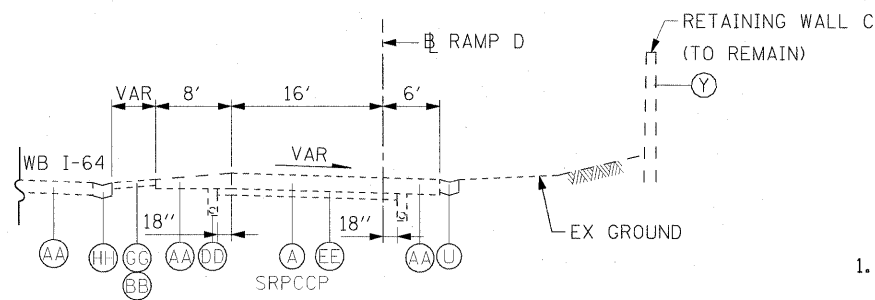 RETAINING WALL C
(TO REMAIN)
Y
BL RAMP D
VAR 8' 16' 6'
VAR
WB I-64
18" 18"
EX GROUND
AA HH GG AA DD A EE AA U
BB
SRPCCP
1.